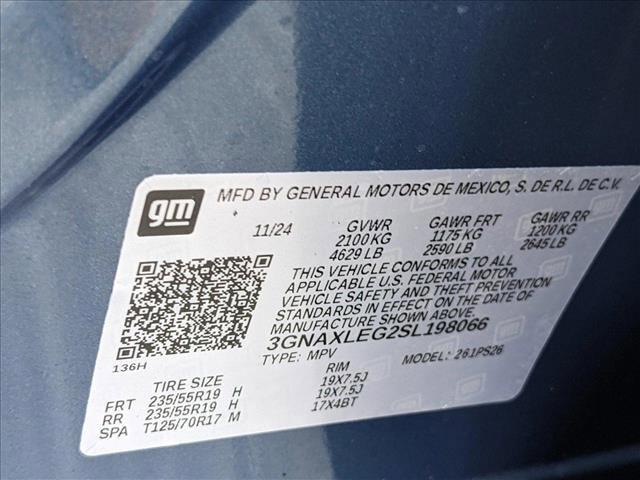 gm
MFD BY GENERAL MOTORS DE MEXICO, S. DE R.L. DE C.V.
11/24 GVWR GAWR FRT GAWR RR
2100 KG 1175 KG 1200 KG
4629 LB 2590 LB 2645 LB
THIS VEHICLE CONFORMS TO ALL
APPLICABLE U.S. FEDERAL MOTOR
VEHICLE SAFETY AND THEFT PREVENTION
STANDARDS IN EFFECT ON THE DATE OF
MANUFACTURE SHOWN ABOVE.
3GNAXLEG2SL198066
136H TYPE: MPV MODEL: 261PS26
TIRE SIZE RIM
FRT 235/55R19 H 19X7.5J
RR 235/55R19 H 19X7.5J
SPA T125/70R17 M 17X4BT